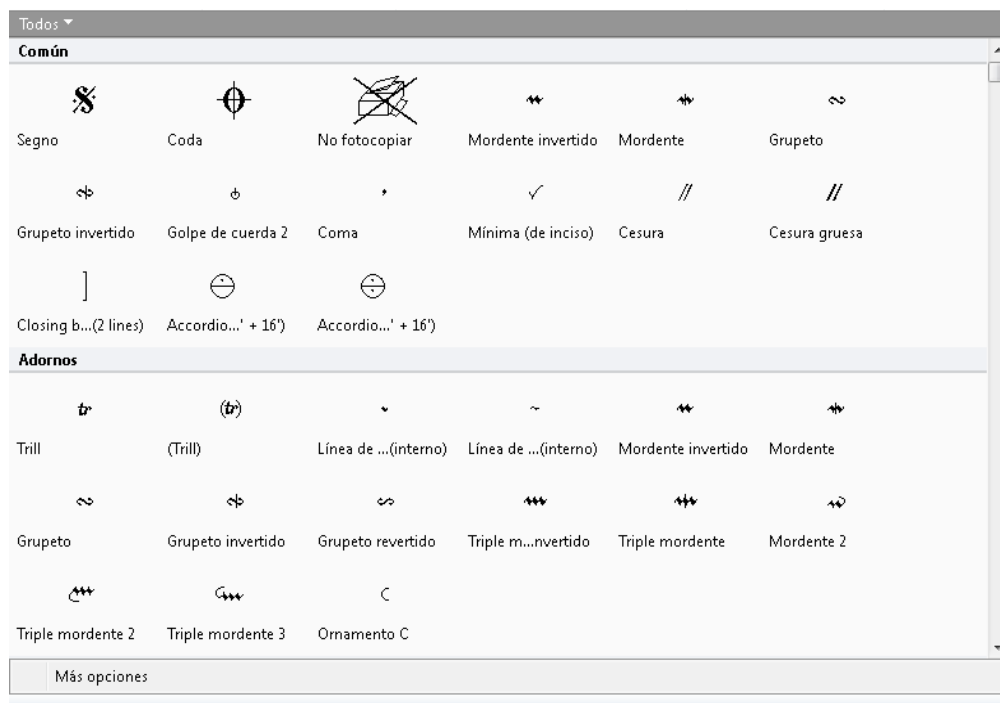 Todos
Común
Segno Coda No fotocopiar Mordente invertido Mordente Grupeto
Grupeto invertido Golpe de cuerda 2 Coma Mínima (de inciso) Cesura Cesura gruesa
Closing b...(2 lines) Accordio...' + 16') Accordio...' + 16')
Adornos
tr (tr)
Trill (Trill) Línea de ...(interno) Línea de ...(interno) Mordente invertido Mordente
Grupeto Grupeto invertido Grupeto revertido Triple m...nvertido Triple mordente Mordente 2
Triple mordente 2 Triple mordente 3 Ornamento C
Más opciones